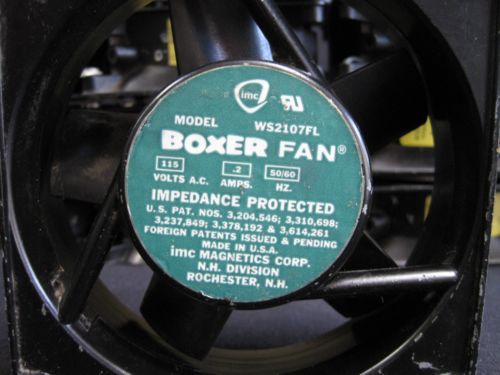 imc
MODEL WS2107FL
BOXER FAN®
115 .2 50/60
VOLTS A.C. AMPS. HZ.
IMPEDANCE PROTECTED
U.S. PAT. NOS. 3,204,546; 3,310,698;
3,237,849; 3,378,192 & 3,614,261
FOREIGN PATENTS ISSUED & PENDING
MADE IN U.S.A.
imc MAGNETICS CORP.
N.H. DIVISION
ROCHESTER, N.H.